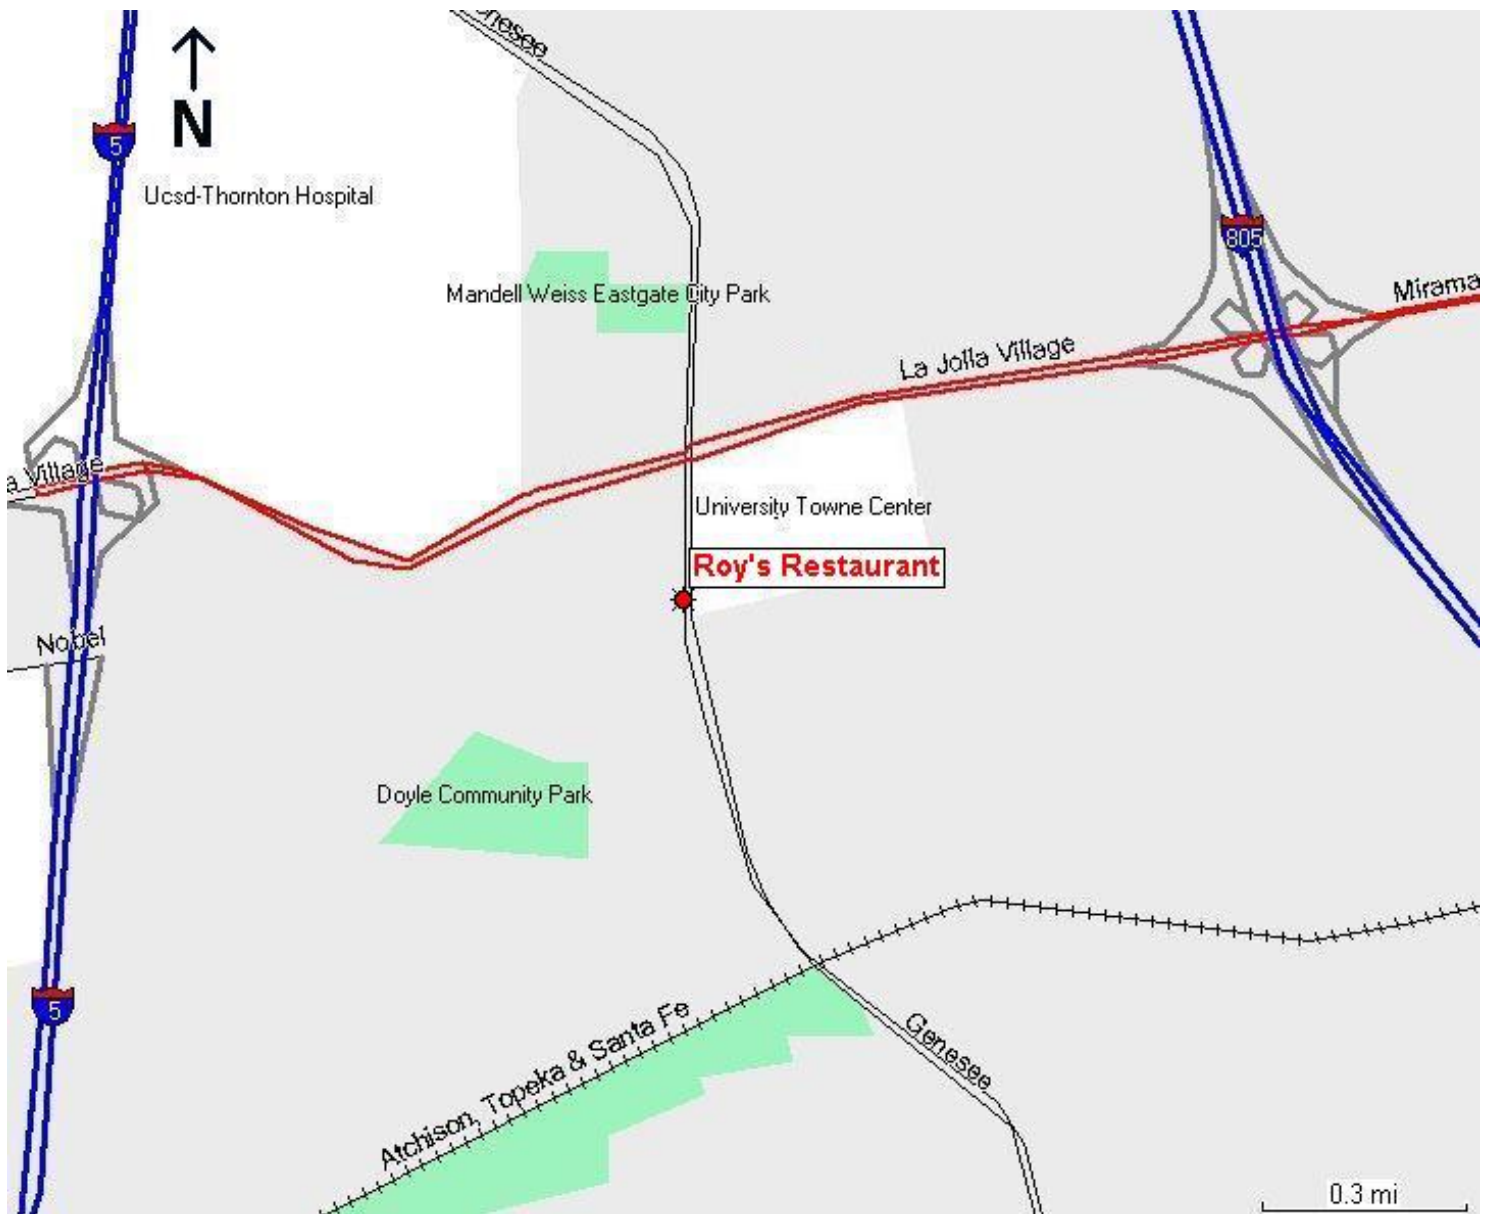 enesee
N
5
Ucsd-Thornton Hospital
805
Mandell Weiss Eastgate City Park
Mirama
La Jolla Village
a Village
University Towne Center
Roy's Restaurant
Nobel
Doyle Community Park
5
Atchison, Topeka & Santa Fe
Genesee
0.3 mi